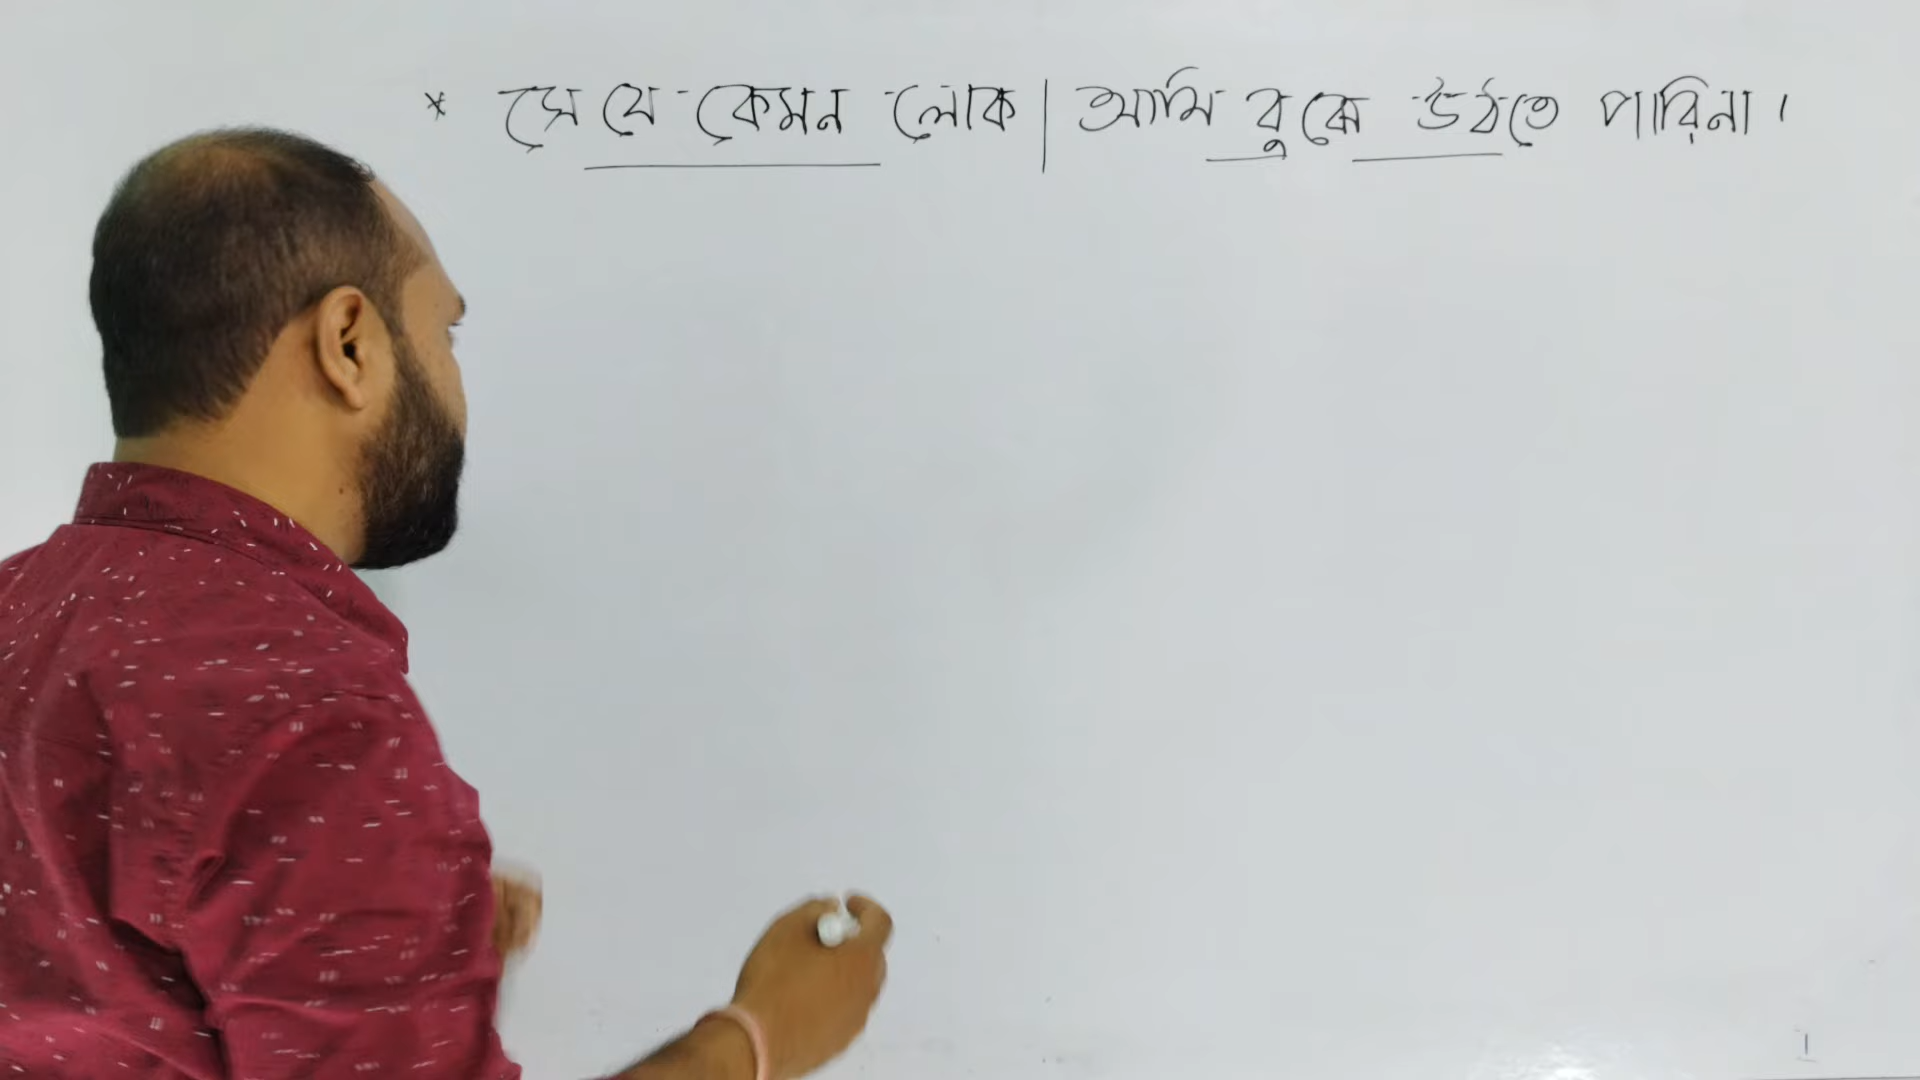 * সে যে কেমন লোক | আমি বুঝে উঠতে পারিনা।